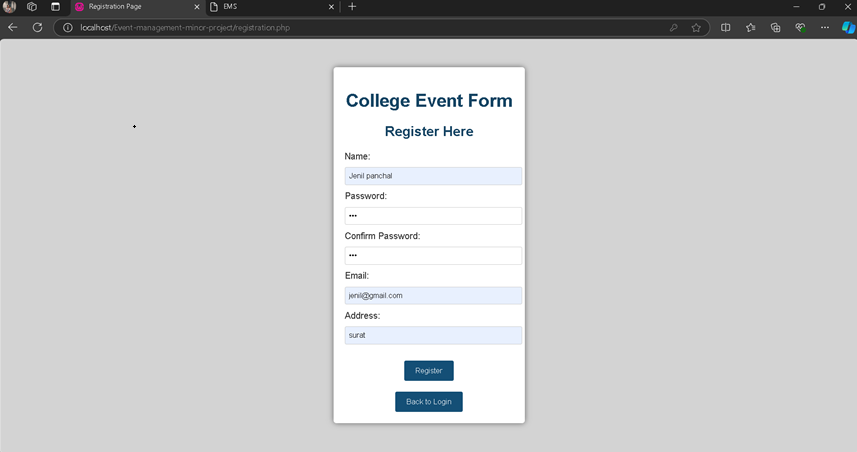 Registration Page
EMS
localhost/Event-management-minor-project/registration.php
College Event Form
Register Here
Name:
Jenil panchal
Password:
•••
Confirm Password:
•••
Email:
jenil@gmail.com
Address:
surat
Register
Back to Login